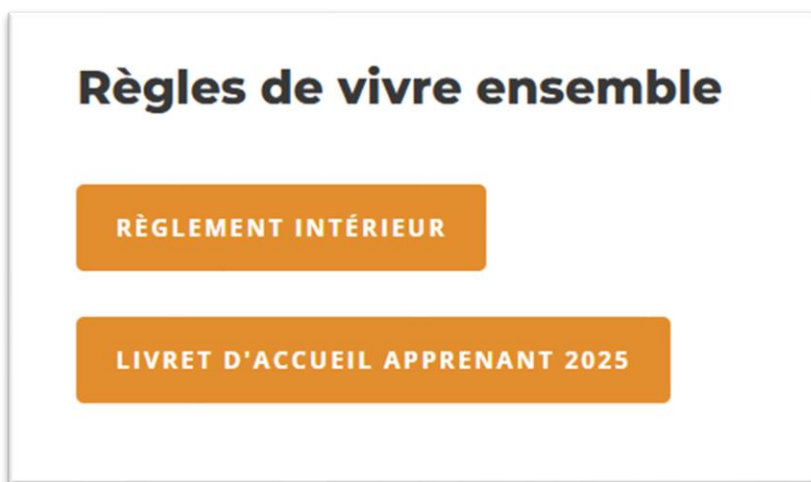 Règles de vivre ensemble
RÈGLEMENT INTÉRIEUR
LIVRET D'ACCUEIL APPRENANT 2025